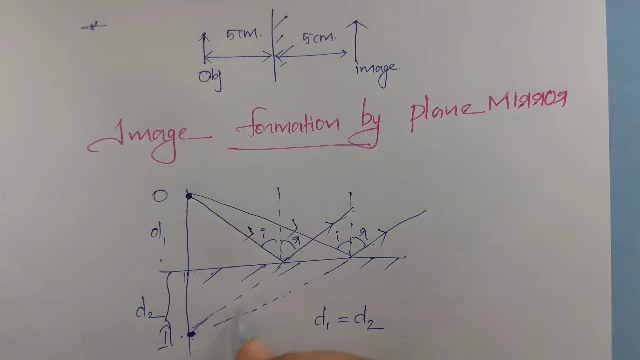 5cm. 5cm.
Obj image
Image formation by plane Mirror
O
d₁ i r i r
d₂
I d₁ = d₂